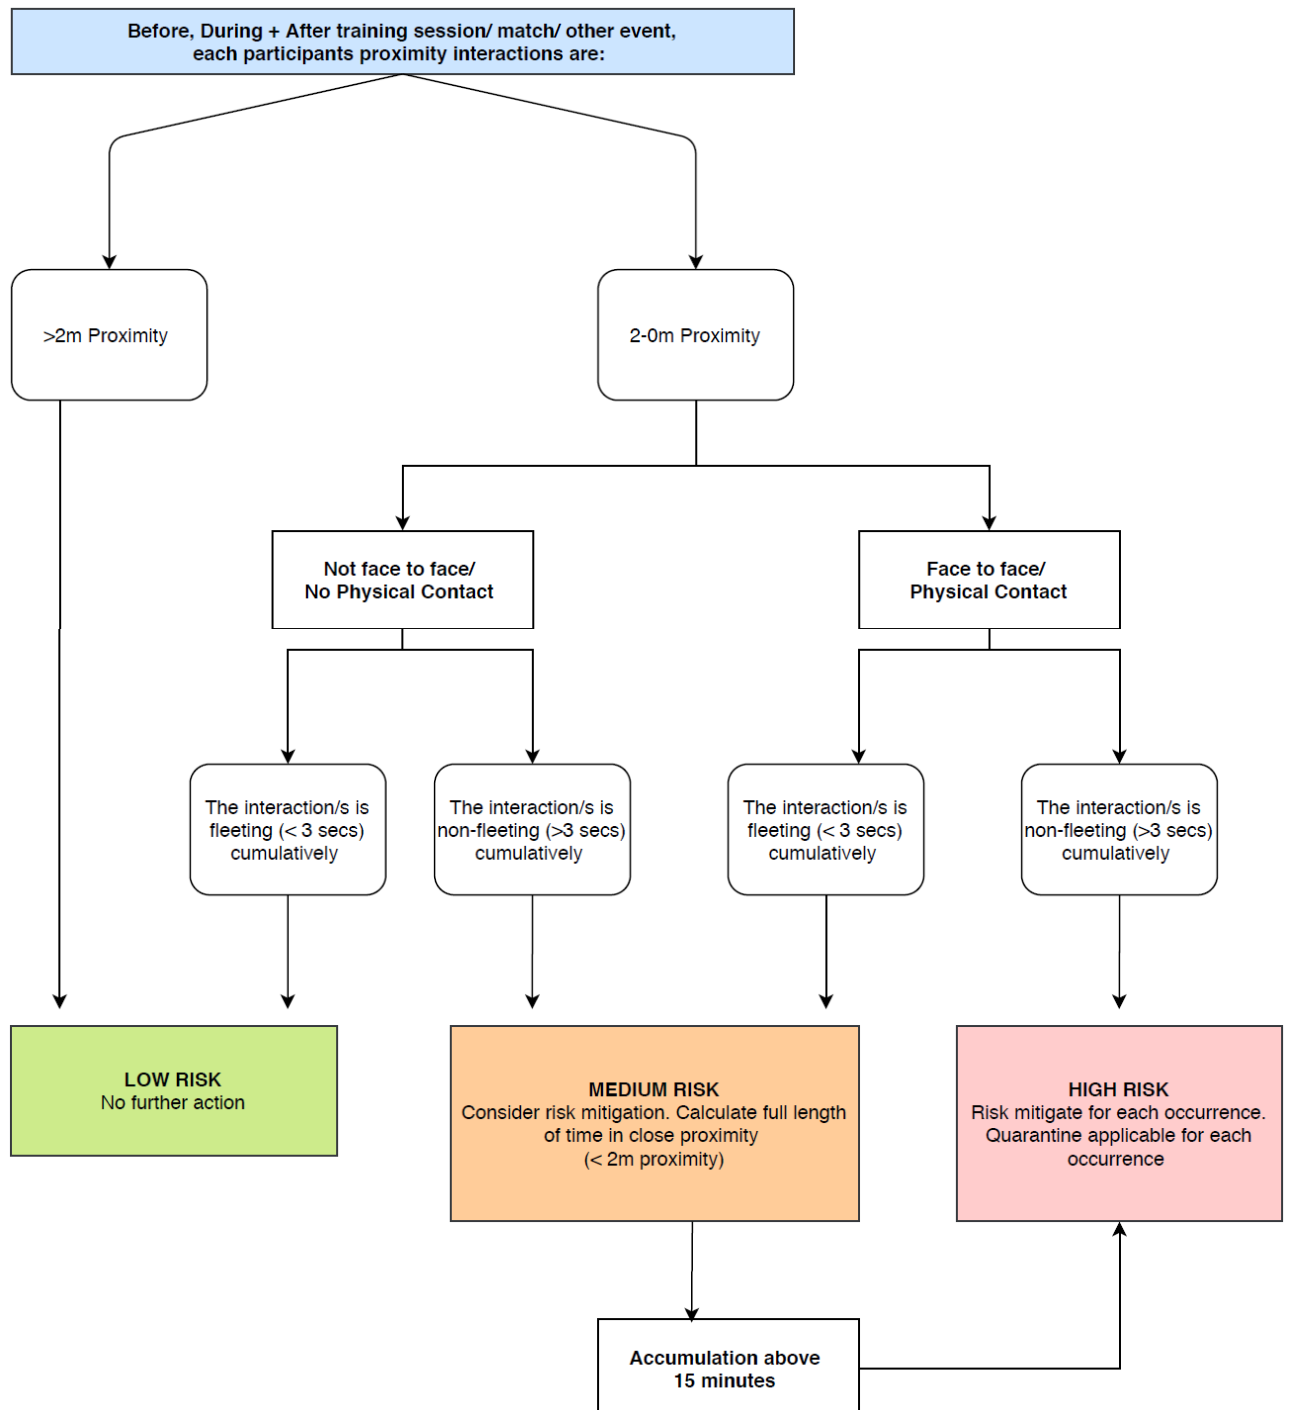 Before, During + After training session/ match/ other event,
each participants proximity interactions are:
>2m Proximity
2-0m Proximity
Not face to face/
No Physical Contact
Face to face/
Physical Contact
The interaction/s is
fleeting (< 3 secs)
cumulatively
The interaction/s is
non-fleeting (>3 secs)
cumulatively
The interaction/s is
fleeting (< 3 secs)
cumulatively
The interaction/s is
non-fleeting (>3 secs)
cumulatively
LOW RISK
No further action
MEDIUM RISK
Consider risk mitigation. Calculate full length
of time in close proximity
(< 2m proximity)
HIGH RISK
Risk mitigate for each occurrence.
Quarantine applicable for each
occurrence
Accumulation above
15 minutes